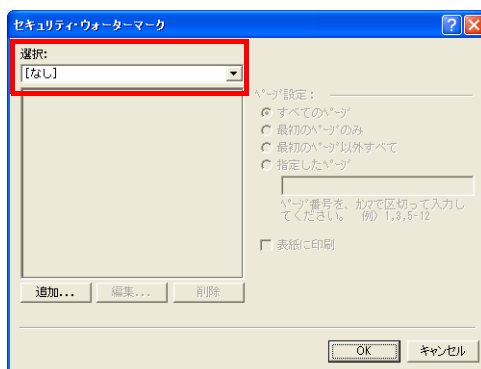 セキュリティ・ウォーターマーク
選択:
[なし]
ﾍﾟｰｼﾞ設定：
すべてのﾍﾟｰｼﾞ
最初のﾍﾟｰｼﾞのみ
最初のﾍﾟｰｼﾞ以外すべて
指定したﾍﾟｰｼﾞ
ﾍﾟｰｼﾞ番号を、ｶﾝﾏで区切って入力し
てください。 例) 1,3,5-12
表紙に印刷
追加...
編集...
削除
OK
キャンセル